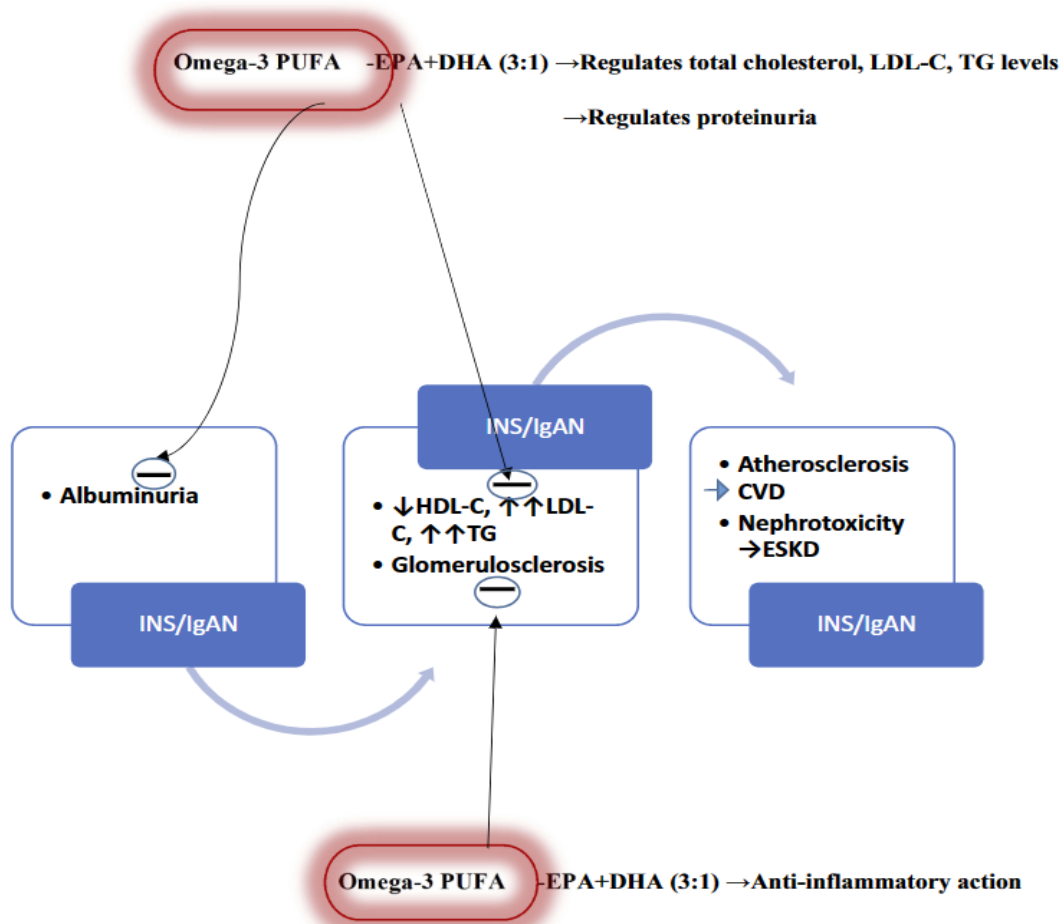 Omega-3 PUFA -EPA+DHA (3:1) →Regulates total cholesterol, LDL-C, TG levels
→Regulates proteinuria
INS/IgAN
• Albuminuria
INS/IgAN
• ↓HDL-C, ↑↑LDL-
C, ↑↑TG
• Glomerulosclerosis
• Atherosclerosis
→ CVD
• Nephrotoxicity
→ESKD
INS/IgAN
Omega-3 PUFA -EPA+DHA (3:1) →Anti-inflammatory action